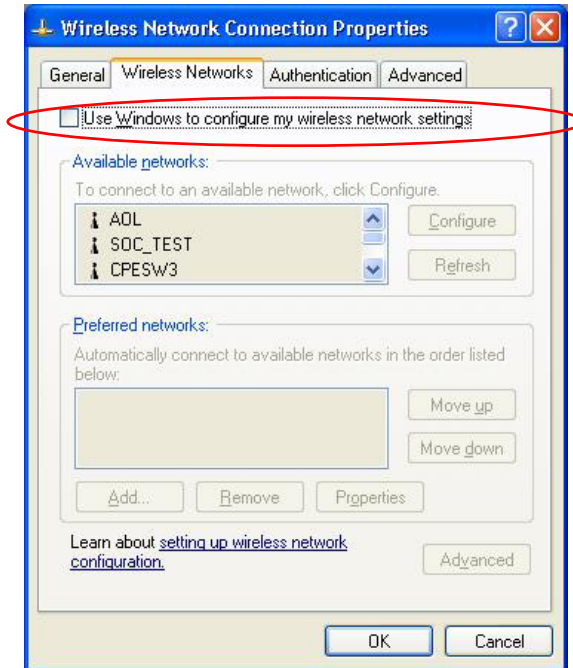 Wireless Network Connection Properties
General Wireless Networks Authentication Advanced
Use Windows to configure my wireless network settings
Available networks:
To connect to an available network, click Configure.
AOL
SOC_TEST
CPESW3
Configure
Refresh
Preferred networks:
Automatically connect to available networks in the order listed
below:
Move up
Move down
Add... Remove Properties
Learn about setting up wireless network
configuration.
Advanced
OK Cancel